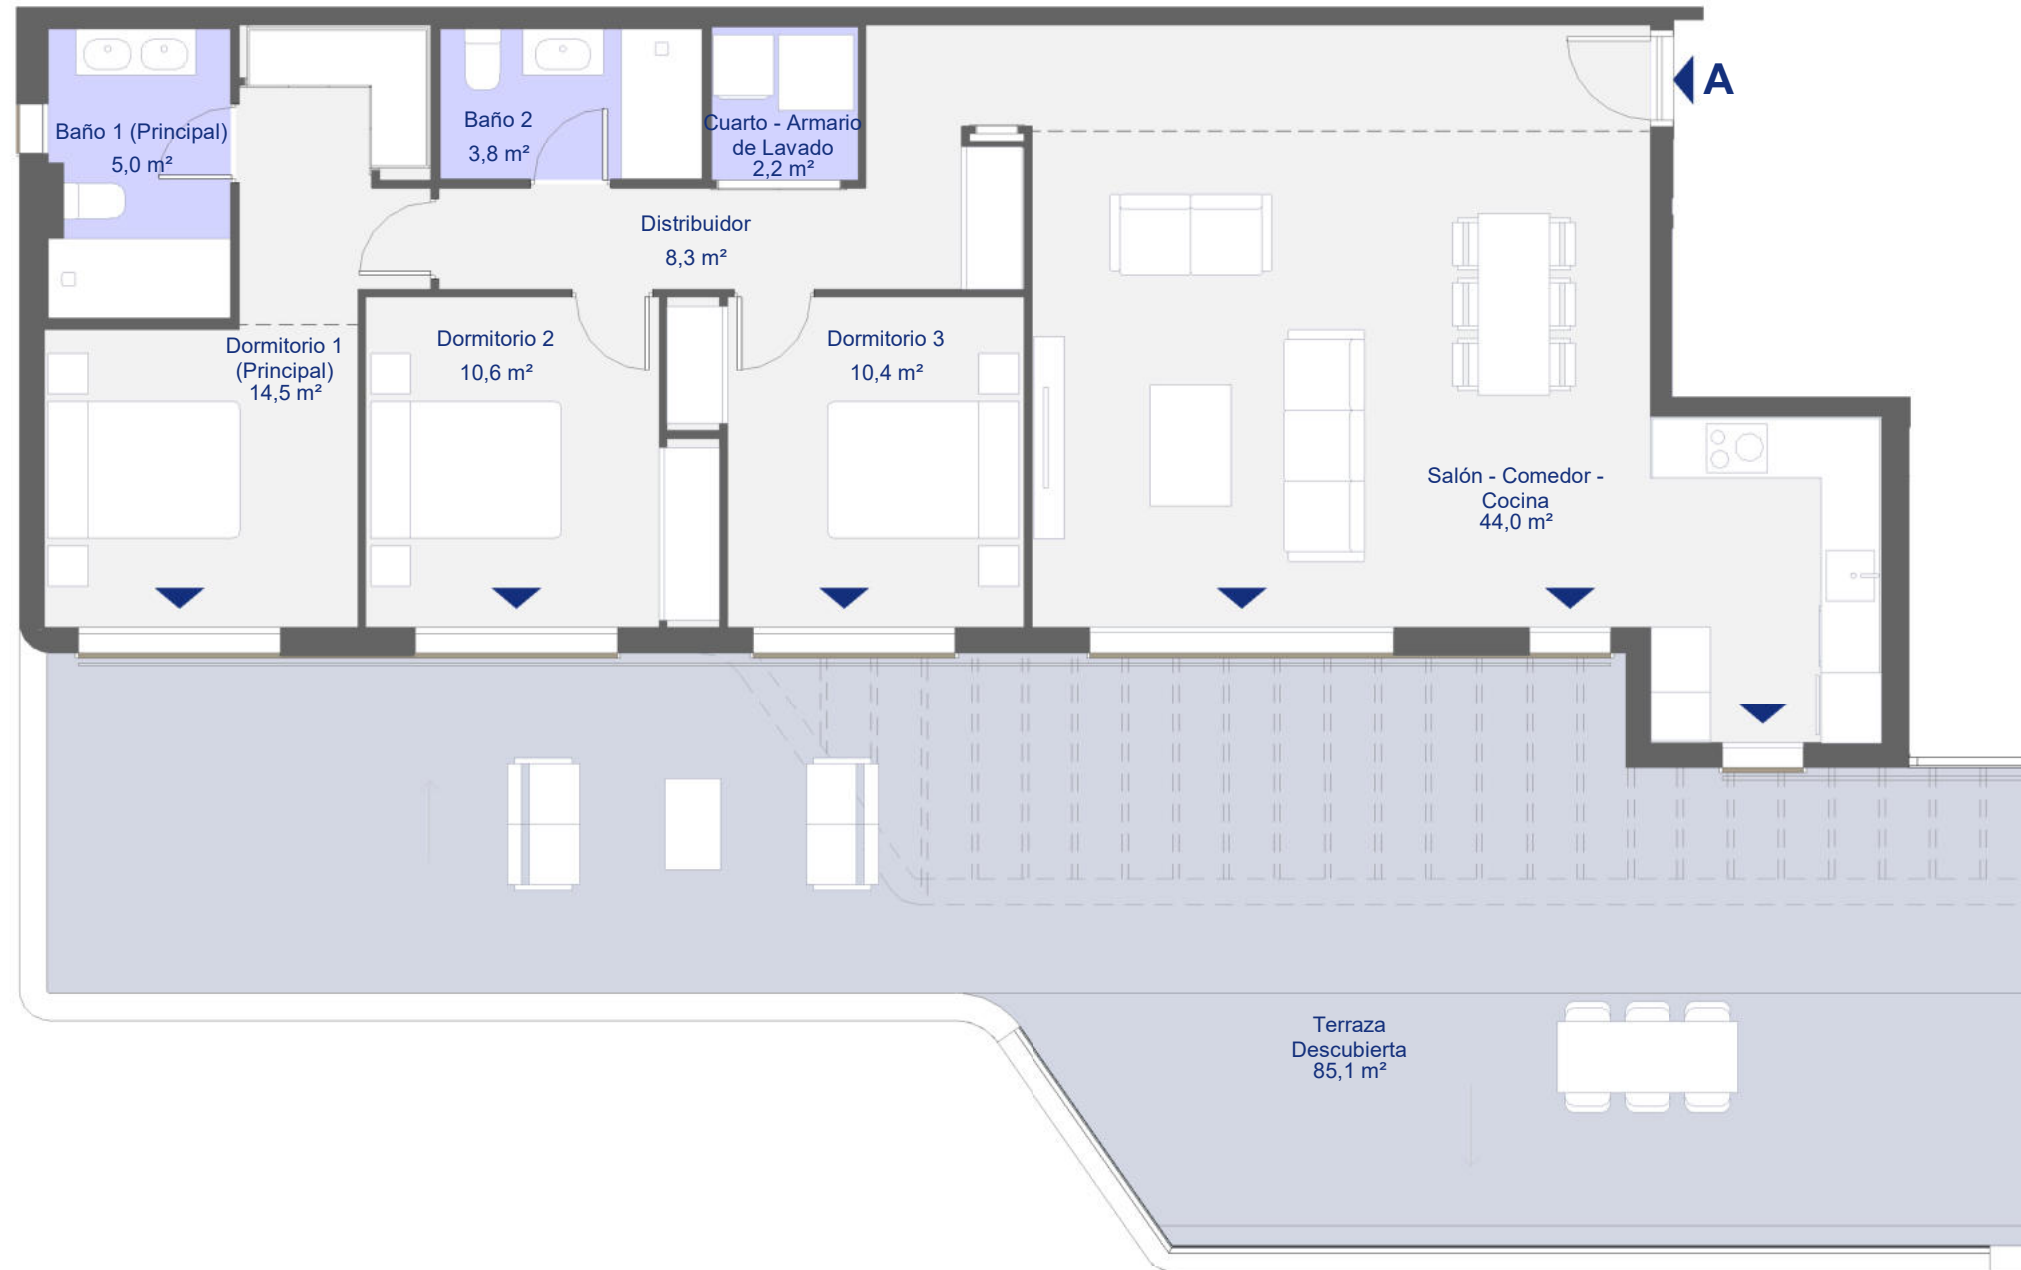 A
Baño 1 (Principal)
5,0 m²
Baño 2
3,8 m²
Cuarto - Armario
de Lavado
2,2 m²
Distribuidor
8,3 m²
Dormitorio 1
(Principal)
14,5 m²
Dormitorio 2
10,6 m²
Dormitorio 3
10,4 m²
Salón - Comedor -
Cocina
44,0 m²
Terraza
Descubierta
85,1 m²